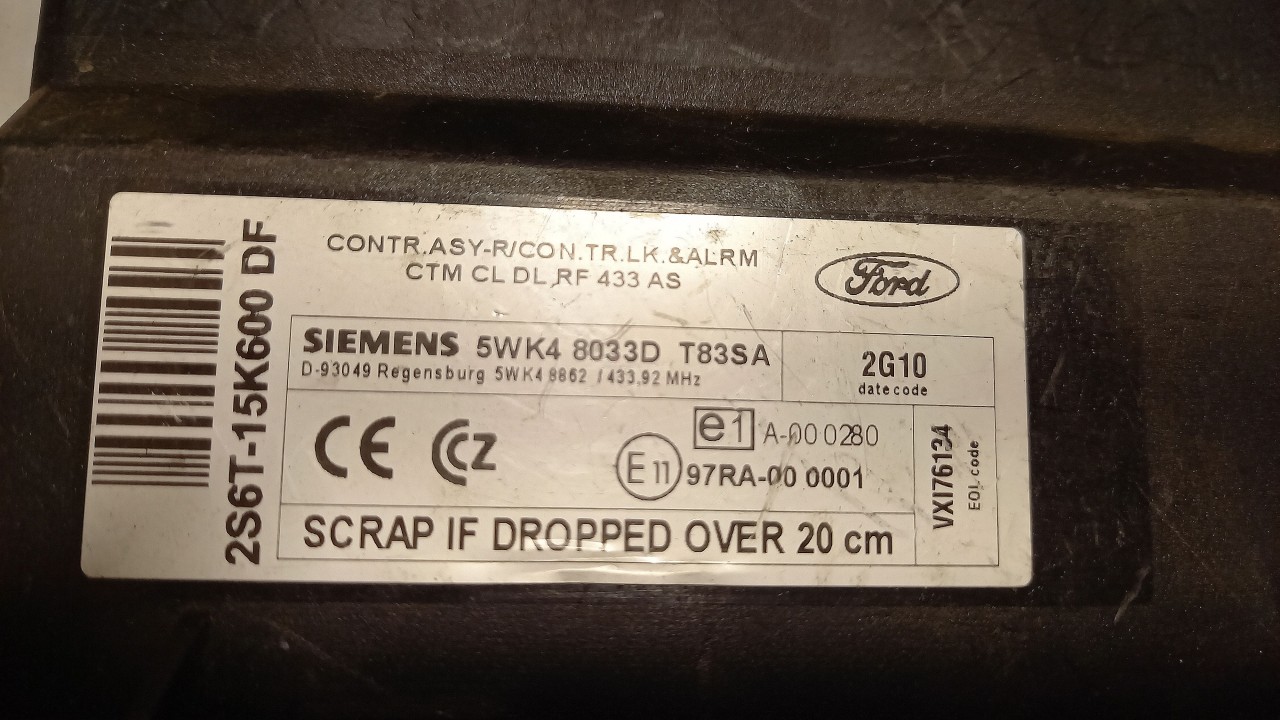 2S6T-15K600 DF
CONTR.ASY-R/CON.TR.LK.&ALRM
CTM CL DL,RF 433 AS
Ford
SIEMENS 5WK4 8033D T83SA
D-93049 Regensburg 5WK4 8862 / 433,92 MHz
2G10
date code
CE CCZ
e1 A-00 0280
E11 97RA-00 0001
VXI76134
EOL code
SCRAP IF DROPPED OVER 20 cm